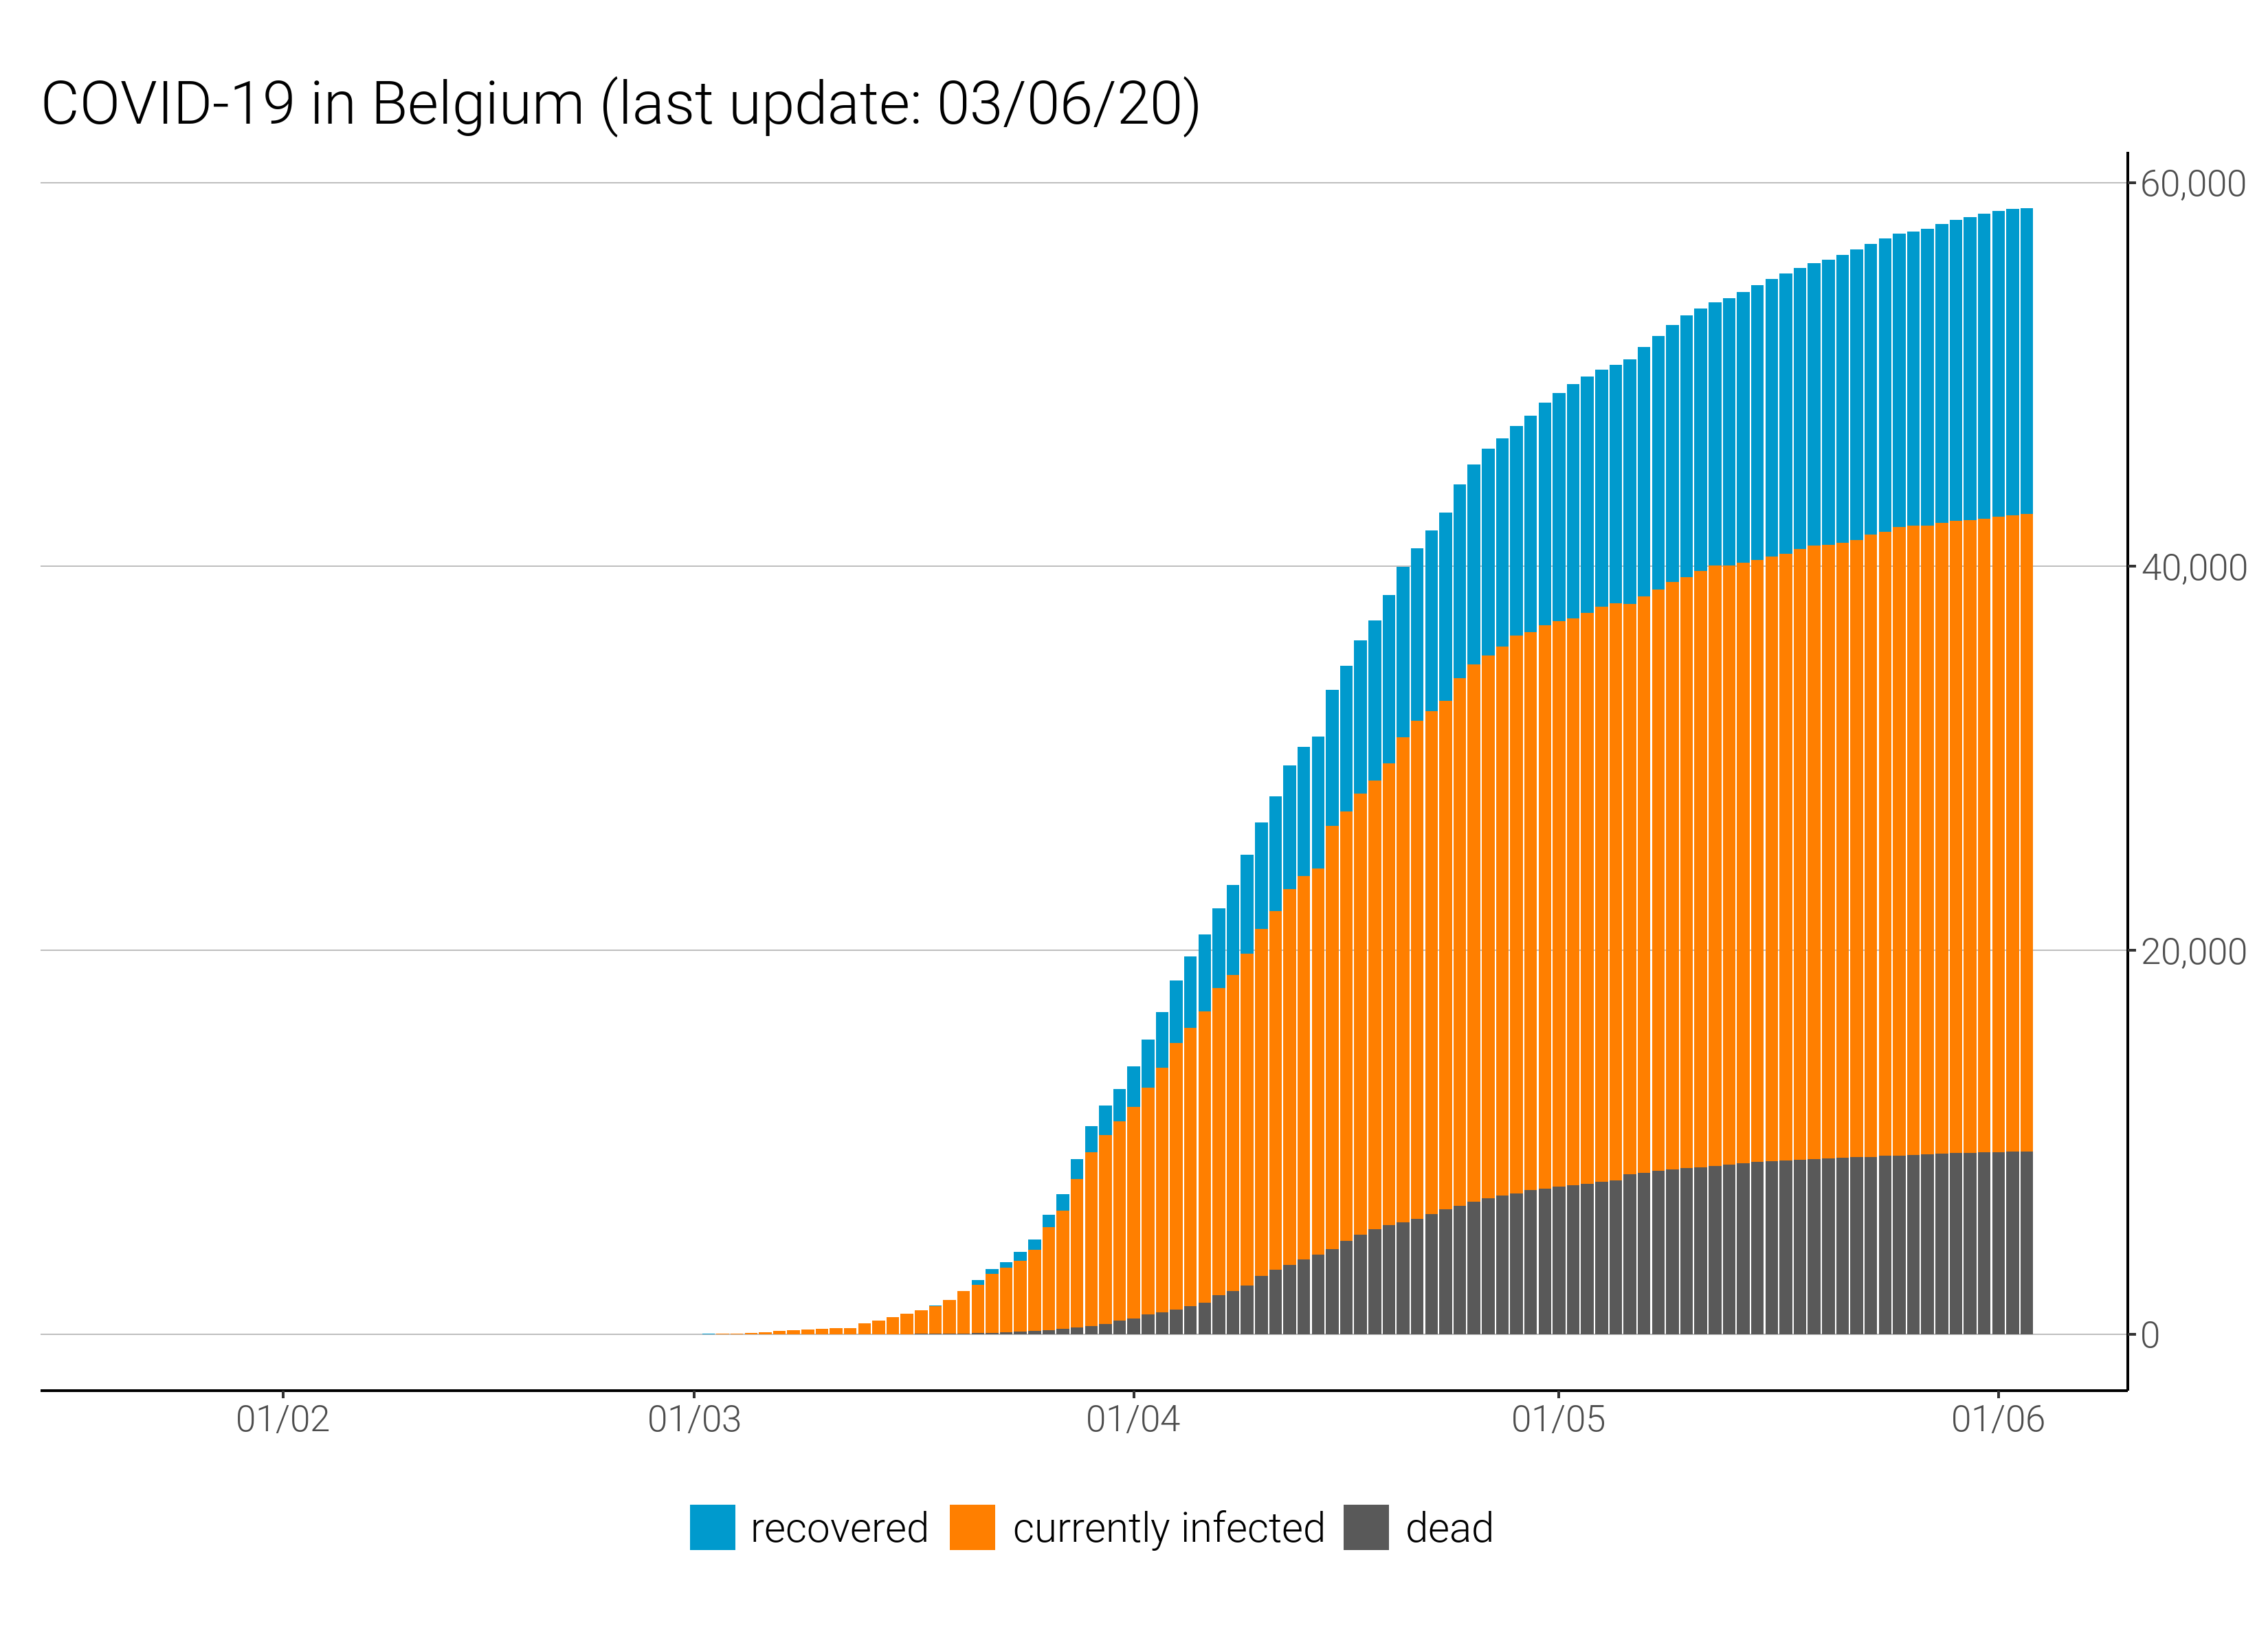 COVID-19 in Belgium (last update: 03/06/20)
60,000
40,000
20,000
0
01/02 01/03 01/04 01/05 01/06
recovered currently infected dead